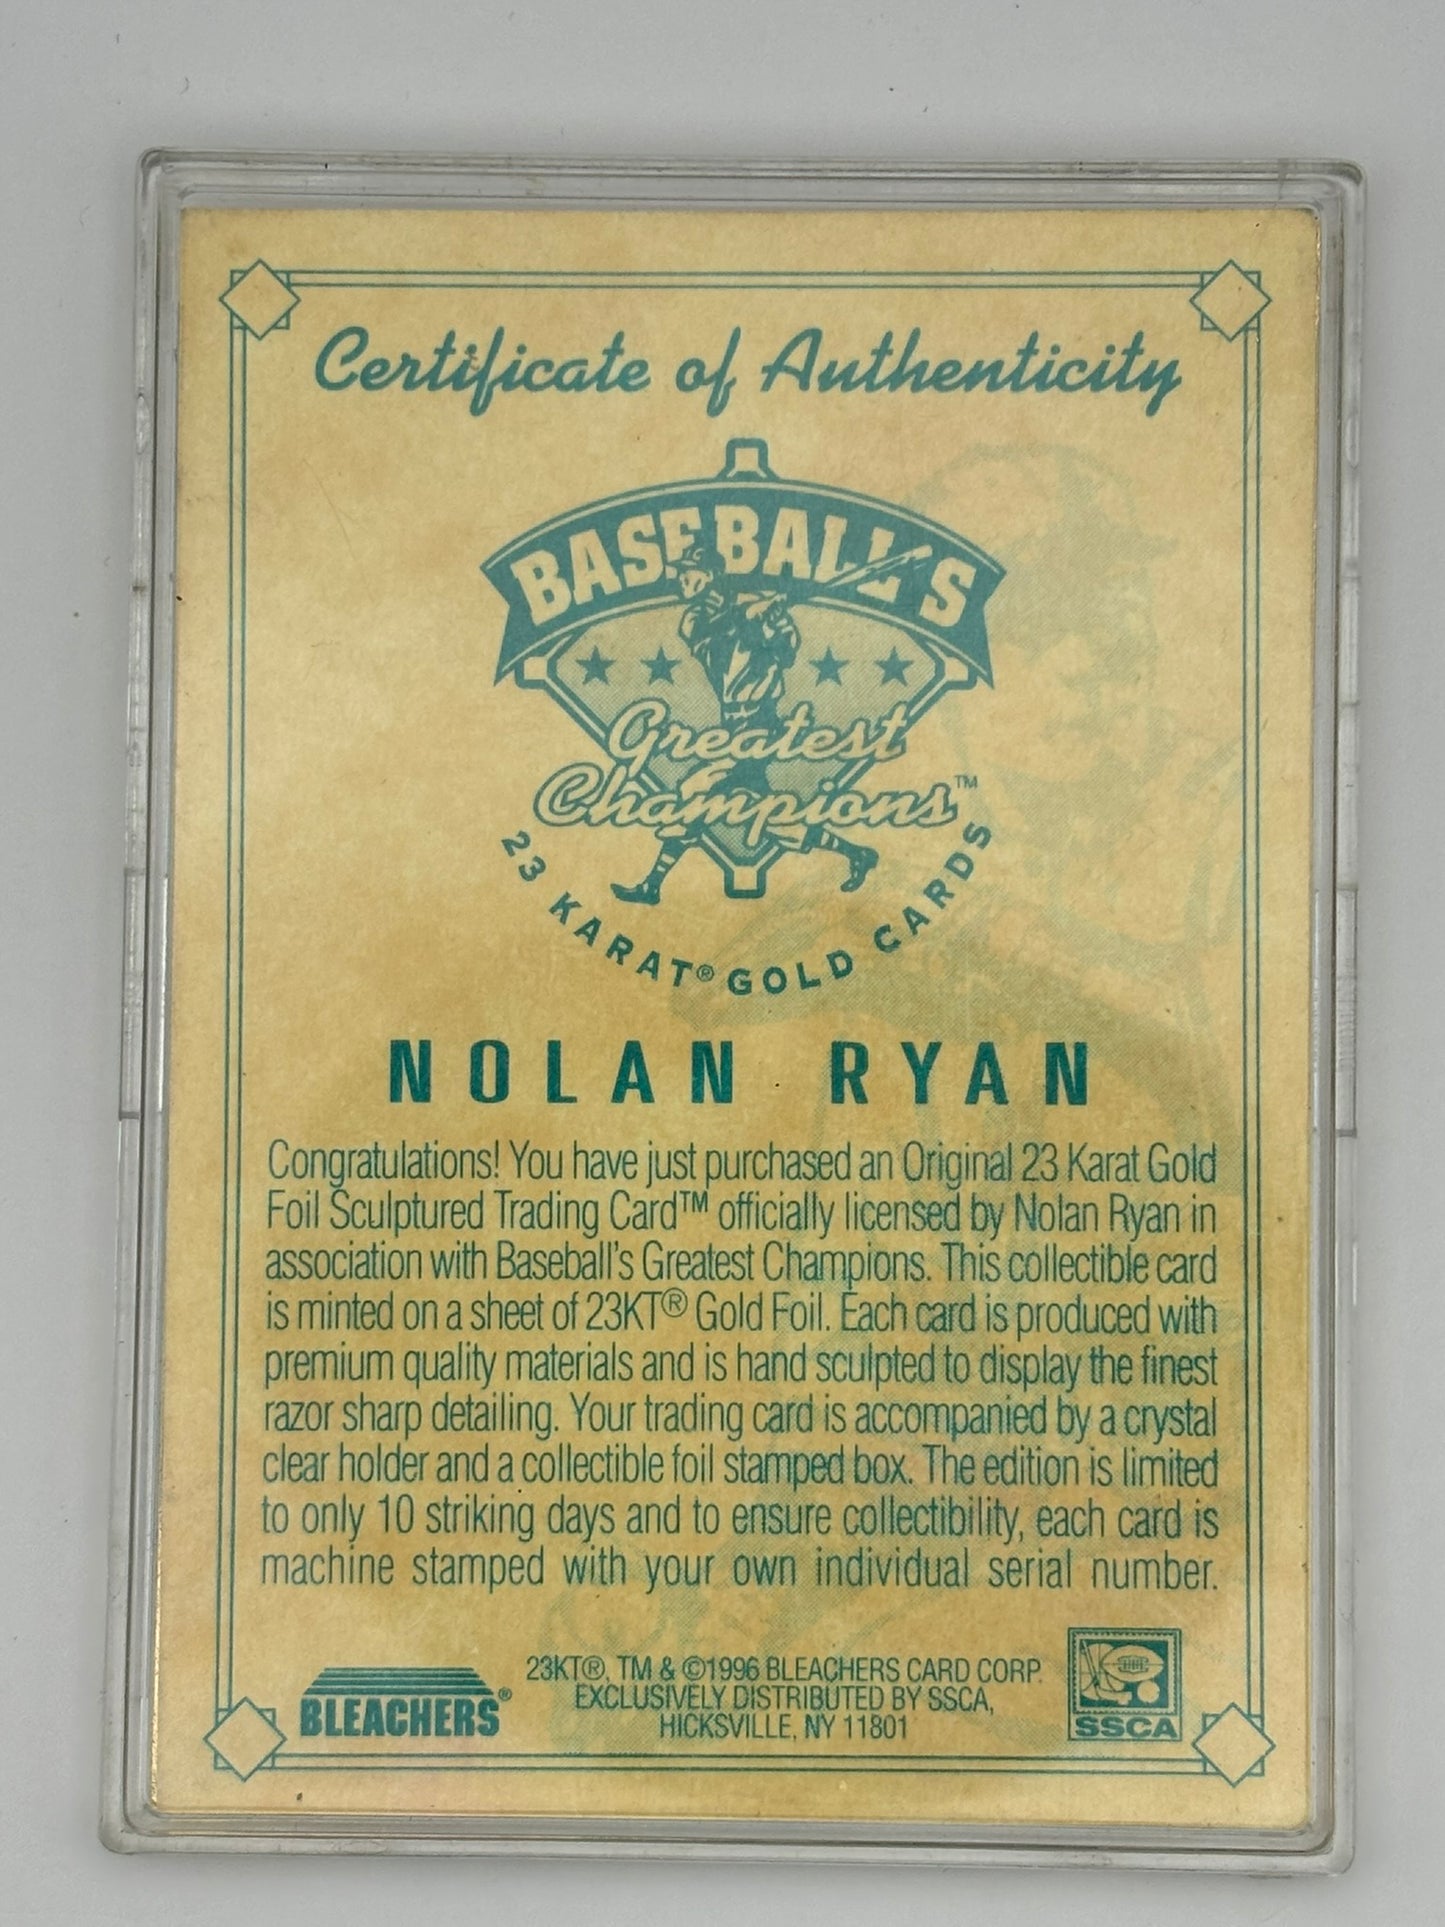 Certificate of Authenticity
BASEBALL'S
Greatest
Champions™
23 KARAT® GOLD CARDS
NOLAN RYAN
Congratulations! You have just purchased an Original 23 Karat Gold
Foil Sculptured Trading Card™ officially licensed by Nolan Ryan in
association with Baseball's Greatest Champions. This collectible card
is minted on a sheet of 23KT® Gold Foil. Each card is produced with
premium quality materials and is hand sculpted to display the finest
razor sharp detailing. Your trading card is accompanied by a crystal
clear holder and a collectible foil stamped box. The edition is limited
to only 10 striking days and to ensure collectibility, each card is
machine stamped with your own individual serial number.
BLEACHERS®
23KT®, TM & ©1996 BLEACHERS CARD CORP.
EXCLUSIVELY DISTRIBUTED BY SSCA,
HICKSVILLE, NY 11801
SSCA